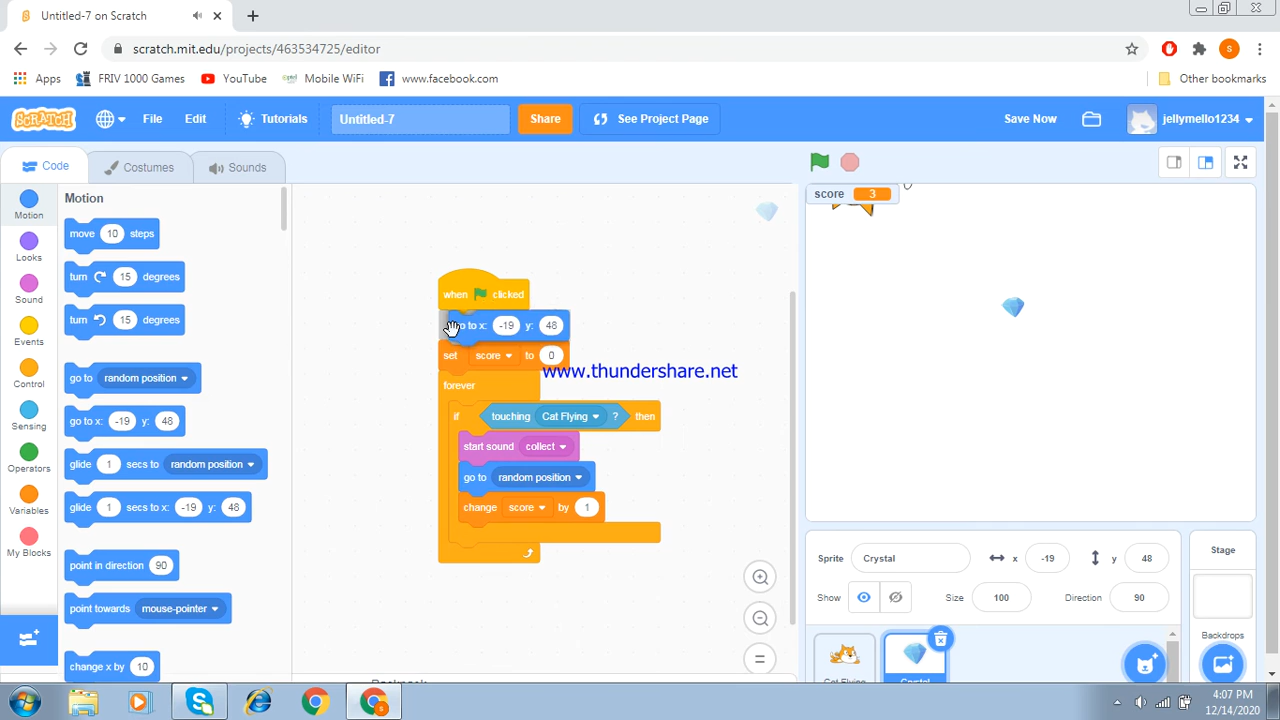 Untitled-7 on Scratch
scratch.mit.edu/projects/463534725/editor
S
Apps FRIV 1000 Games YouTube Mobile WiFi www.facebook.com Other bookmarks
SCRATCH File Edit Tutorials Untitled-7 Share See Project Page Save Now jellymello1234
Code Costumes Sounds
Motion
Looks
Sound
Events
Control
Sensing
Operators
Variables
My Blocks
Motion
move 10 steps
turn 15 degrees
turn 15 degrees
go to random position
go to x: -19 y: 48
glide 1 secs to random position
glide 1 secs to x: -19 y: 48
point in direction 90
point towards mouse-pointer
change x by 10
when clicked
go to x: -19 y: 48
set score to 0
www.thundershare.net
forever
if touching Cat Flying ? then
start sound collect
go to random position
change score by 1
score 3
Sprite Crystal x -19 y 48
Show Size 100 Direction 90
Stage
Backdrops
Cat Flying
Crystal
4:07 PM
12/14/2020